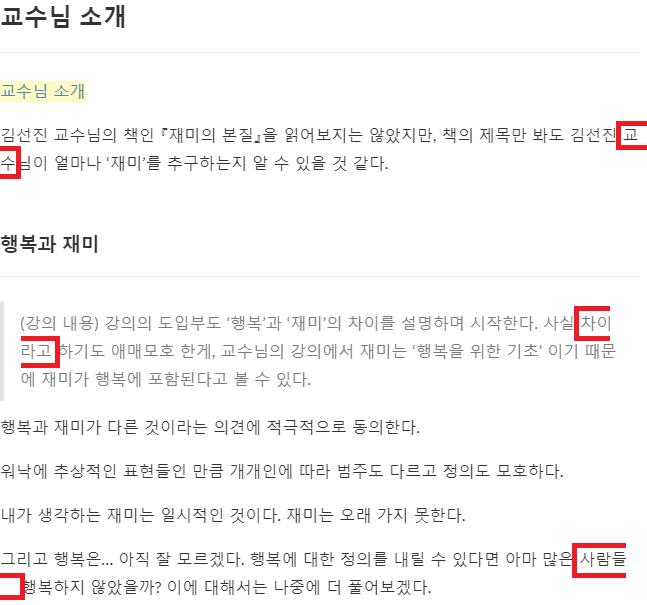 교수님 소개
교수님 소개
김선진 교수님의 책인 『재미의 본질』을 읽어보지는 않았지만, 책의 제목만 봐도 김선진 교
수님이 얼마나 ‘재미’를 추구하는지 알 수 있을 것 같다.
행복과 재미
(강의 내용) 강의의 도입부도 ‘행복’과 ‘재미’의 차이를 설명하며 시작한다. 사실 차이
라고 하기도 애매모호 한게, 교수님의 강의에서 재미는 ‘행복을 위한 기초’ 이기 때문
에 재미가 행복에 포함된다고 볼 수 있다.
행복과 재미가 다른 것이라는 의견에 적극적으로 동의한다.
워낙에 추상적인 표현들인 만큼 개개인에 따라 범주도 다르고 정의도 모호하다.
내가 생각하는 재미는 일시적인 것이다. 재미는 오래 가지 못한다.
그리고 행복은... 아직 잘 모르겠다. 행복에 대한 정의를 내릴 수 있다면 아마 많은 사람들
행복하지 않았을까? 이에 대해서는 나중에 더 풀어보겠다.